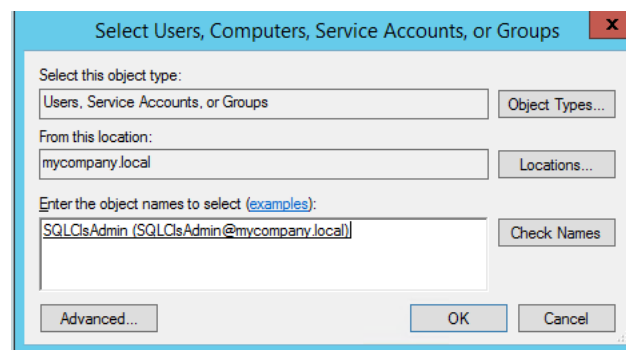 Select Users, Computers, Service Accounts, or Groups
x
Select this object type:
Users, Service Accounts, or Groups
Object Types...
From this location:
mycompany.local
Locations...
Enter the object names to select (examples):
SQLClsAdmin (SQLClsAdmin@mycompany.local)
Check Names
Advanced...
OK
Cancel